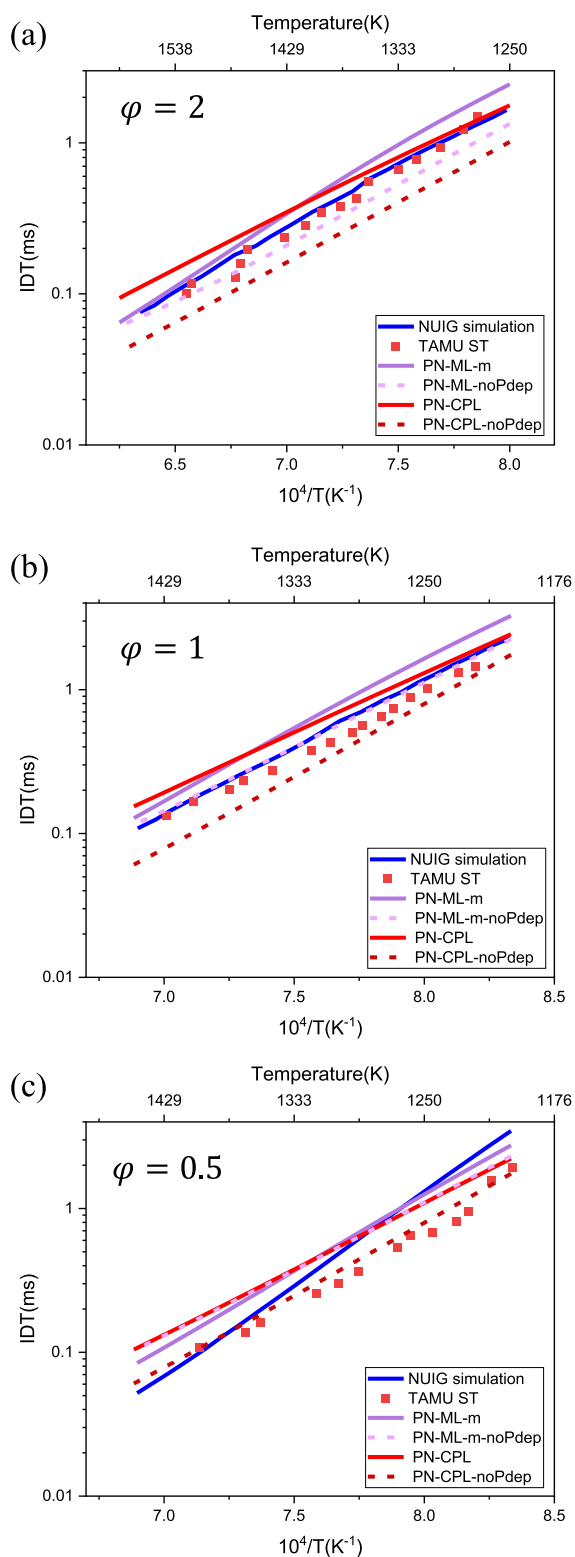 (a)
Temperature(K)
1538 1429 1333 1250
φ = 2
1
0.1
0.01
IDT(ms)
NUIG simulation
TAMU ST
PN-ML-m
PN-ML-noPdep
PN-CPL
PN-CPL-noPdep
6.5 7.0 7.5 8.0
10⁴/T(K⁻¹)
(b)
Temperature(K)
1429 1333 1250 1176
φ = 1
1
0.1
0.01
IDT(ms)
NUIG simulation
TAMU ST
PN-ML-m
PN-ML-m-noPdep
PN-CPL
PN-CPL-noPdep
7.0 7.5 8.0 8.5
10⁴/T(K⁻¹)
(c)
Temperature(K)
1429 1333 1250 1176
φ = 0.5
1
0.1
0.01
IDT(ms)
NUIG simulation
TAMU ST
PN-ML-m
PN-ML-m-noPdep
PN-CPL
PN-CPL-noPdep
7.0 7.5 8.0 8.5
10⁴/T(K⁻¹)